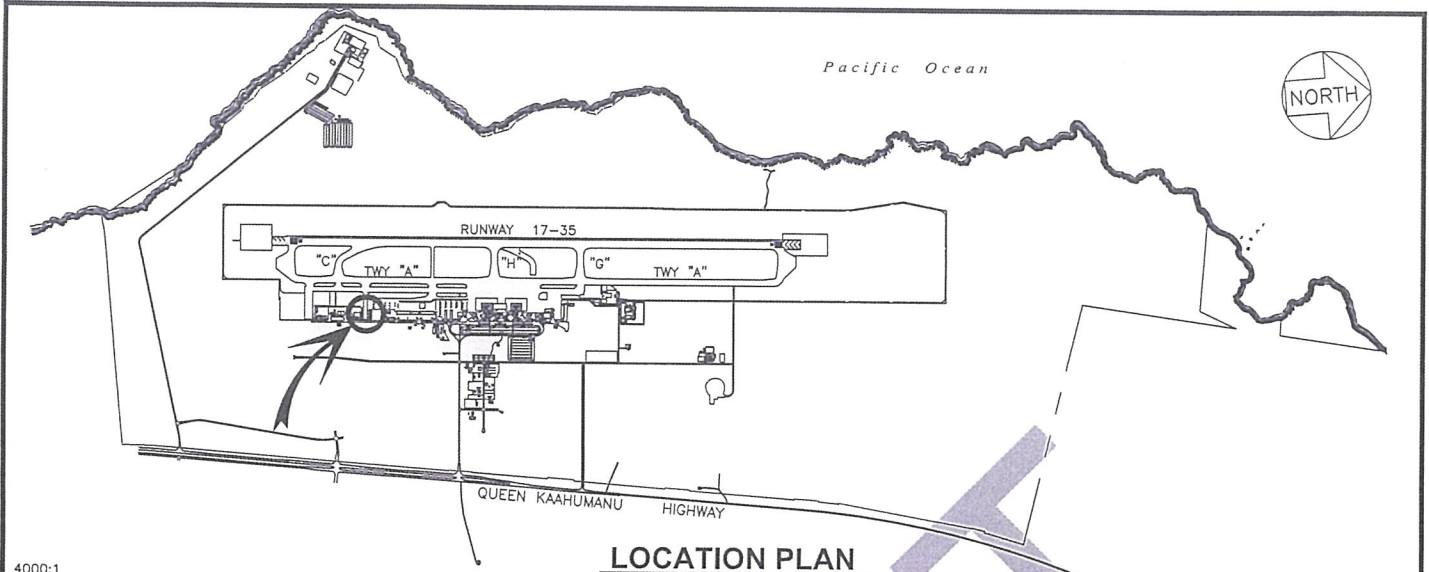 Pacific Ocean
NORTH
RUNWAY 17-35
"C"
TWY "A"
"H"
"G"
TWY "A"
QUEEN KAAHUMANU HIGHWAY
LOCATION PLAN
4000:1